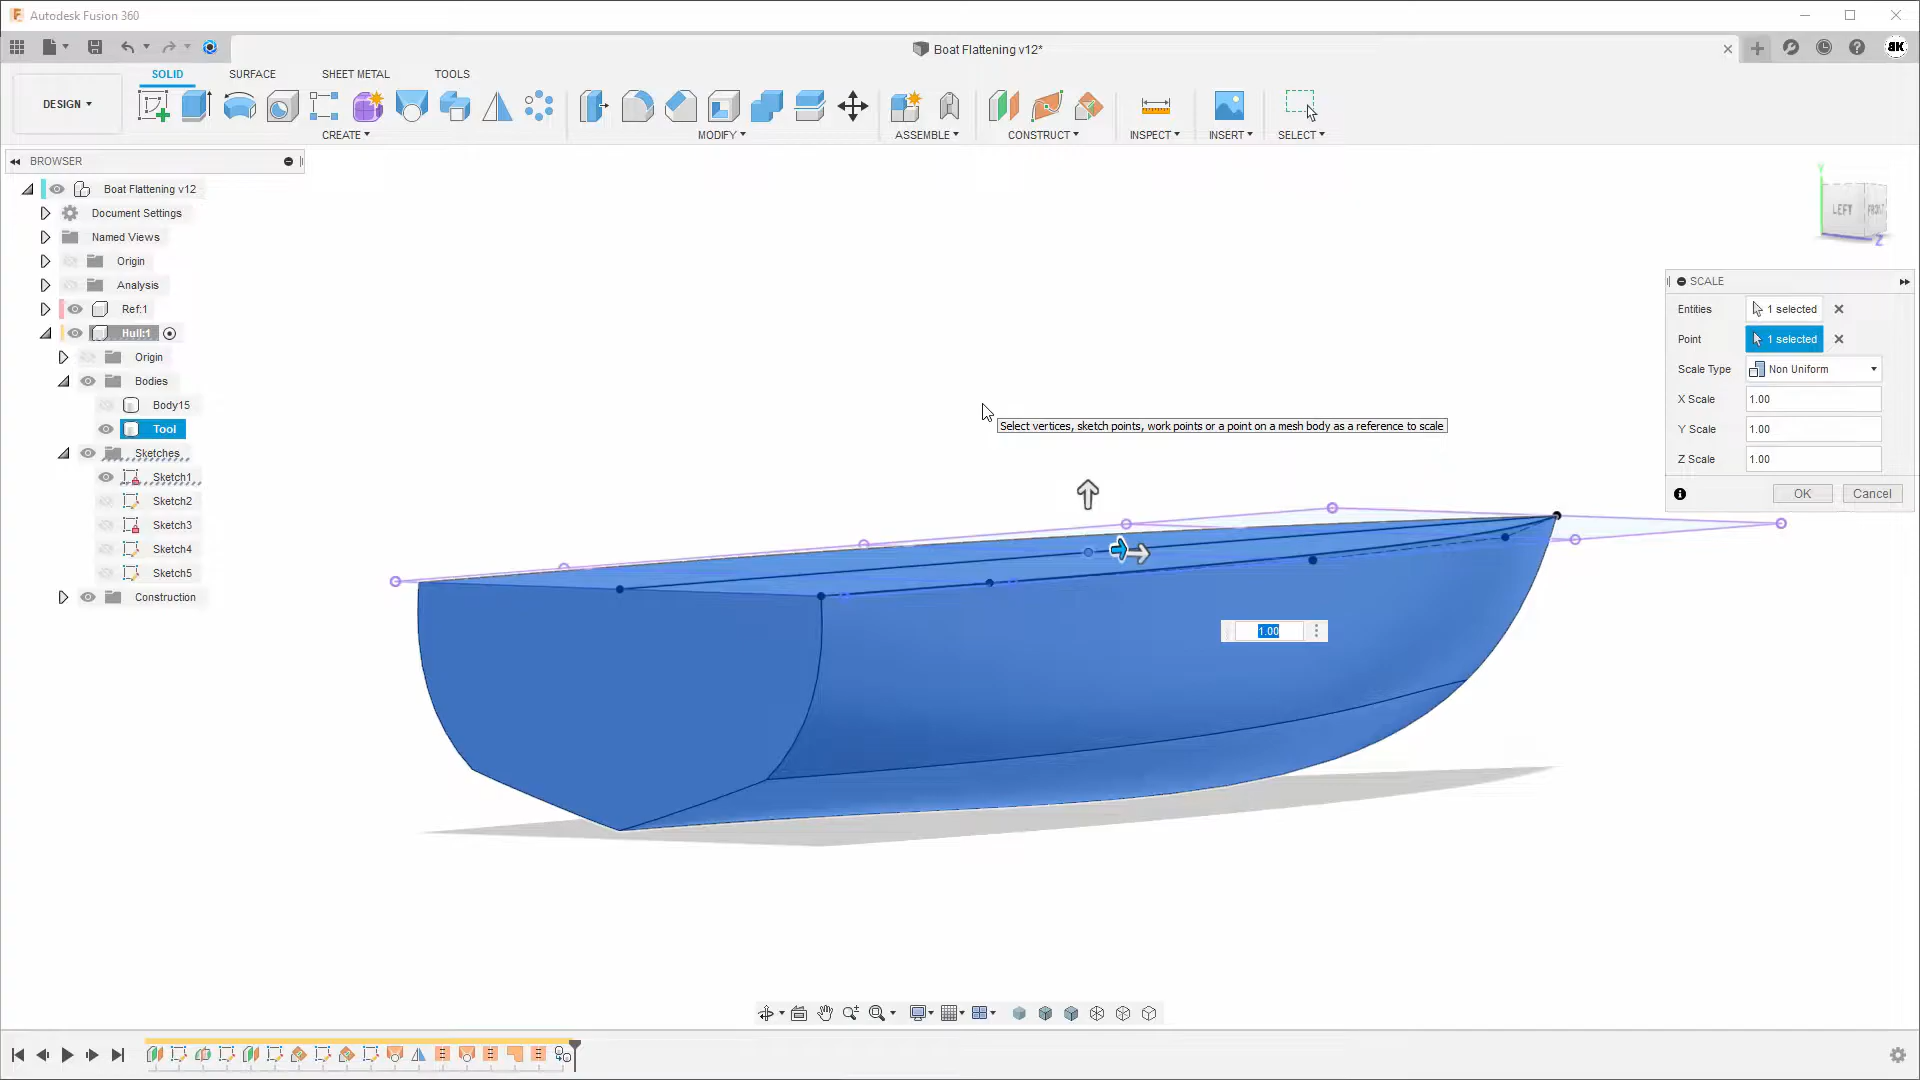 Autodesk Fusion 360
Boat Flattening v12*
BK
SOLID
SURFACE
SHEET METAL
TOOLS
DESIGN
CREATE
MODIFY
ASSEMBLE
CONSTRUCT
INSPECT
INSERT
SELECT
BROWSER
Boat Flattening v12
Document Settings
Named Views
Origin
Analysis
Ref:1
Hull:1
Origin
Bodies
Body15
Tool
Sketches
Sketch1
Sketch2
Sketch3
Sketch4
Sketch5
Construction
Y
LEFT
FRONT
Z
SCALE
Entities 1 selected
Point 1 selected
Scale Type Non Uniform
X Scale 1.00
Y Scale 1.00
Z Scale 1.00
OK Cancel
Select vertices, sketch points, work points or a point on a mesh body as a reference to scale
1.00